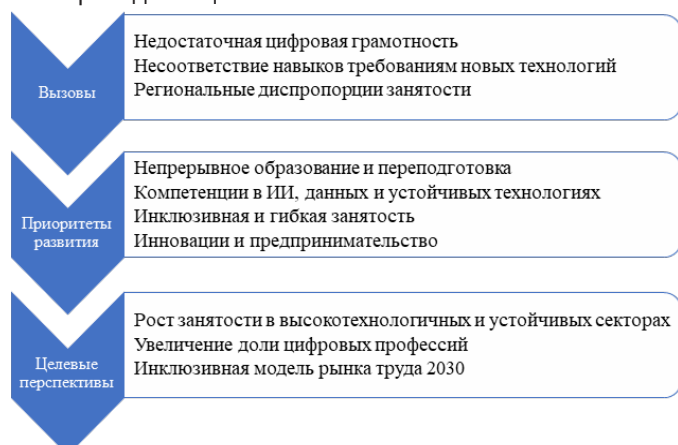 Вызовы
Недостаточная цифровая грамотность
Несоответствие навыков требованиям новых технологий
Региональные диспропорции занятости
Приоритеты
развития
Непрерывное образование и переподготовка
Компетенции в ИИ, данных и устойчивых технологиях
Инклюзивная и гибкая занятость
Инновации и предпринимательство
Целевые
перспективы
Рост занятости в высокотехнологичных и устойчивых секторах
Увеличение доли цифровых профессий
Инклюзивная модель рынка труда 2030